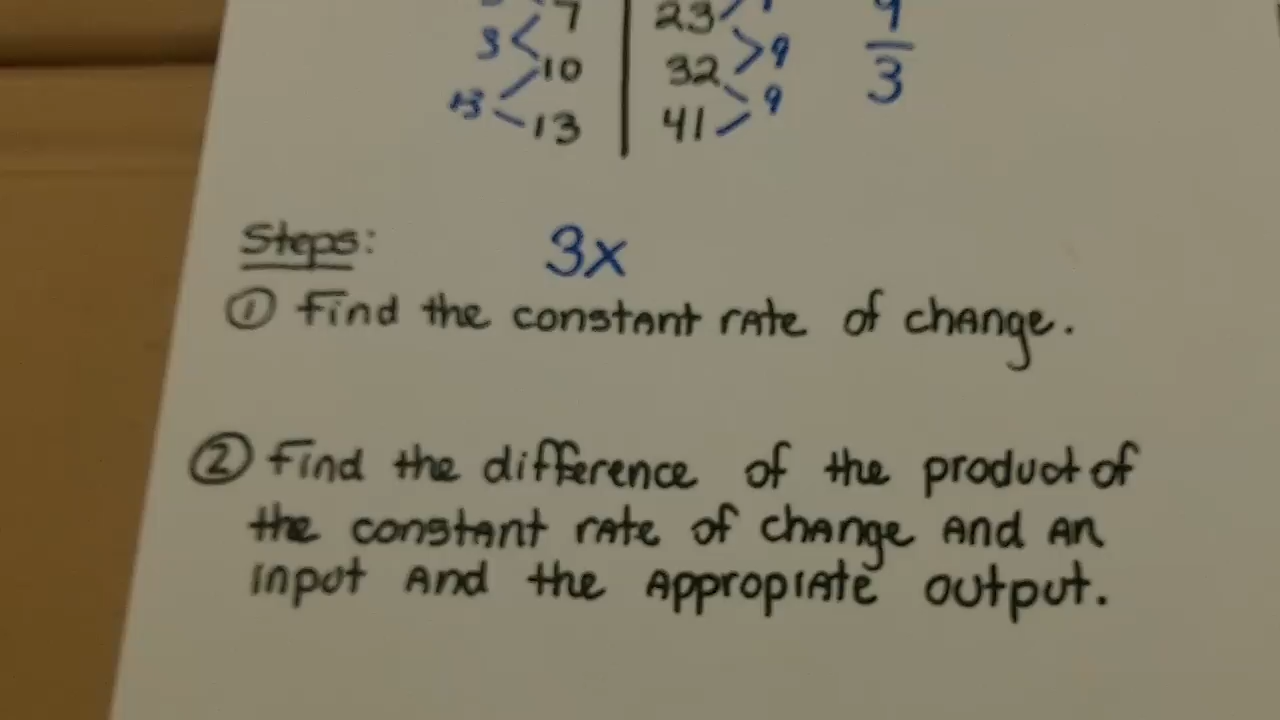 7 23 9
3 10 32 9 3
3 13 41 9
Steps: 3x
① Find the constant rate of change.
② Find the difference of the product of
the constant rate of change and an
input and the appropiate output.